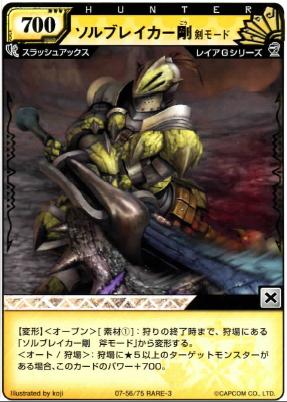 HUNTER
700
ソルブレイカー剛 剣モード
ごう
スラッシュアックス
レイアGシリーズ
【変形】<オープン>[素材①]：狩りの終了時まで、狩場にある
「ソルブレイカー剛　斧モード」から変形する。
<オート／狩場>：狩場に★５以上のターゲットモンスターが
ある場合、このカードのパワー+700。
Illustrated by koji
07-56/75 RARE-3
©CAPCOM CO., LTD.